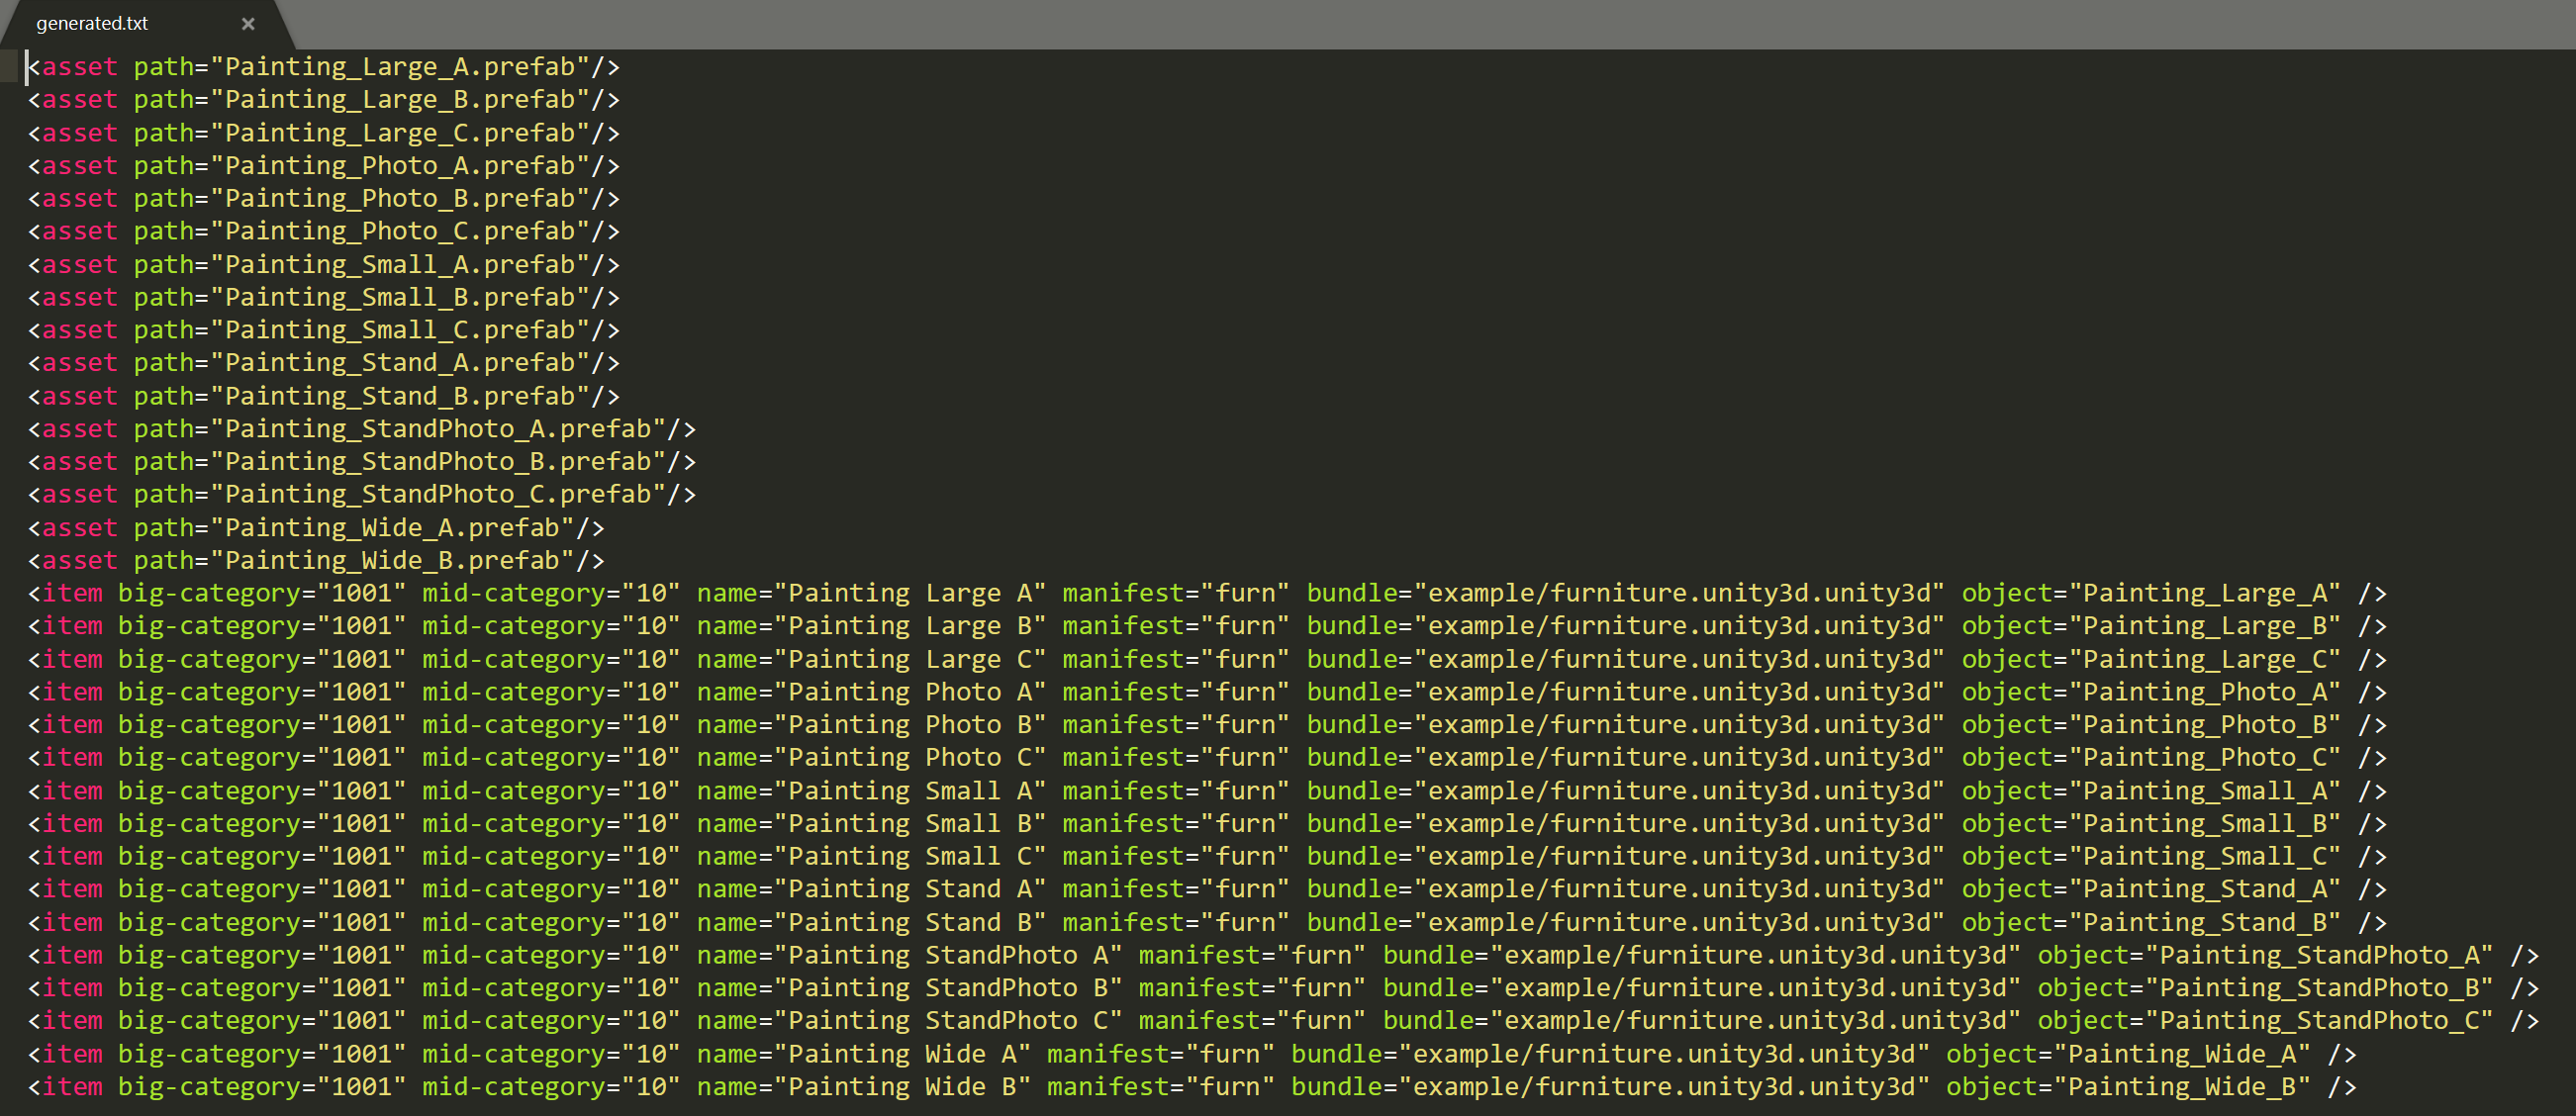 generated.txt ×
<asset path="Painting_Large_A.prefab"/>
<asset path="Painting_Large_B.prefab"/>
<asset path="Painting_Large_C.prefab"/>
<asset path="Painting_Photo_A.prefab"/>
<asset path="Painting_Photo_B.prefab"/>
<asset path="Painting_Photo_C.prefab"/>
<asset path="Painting_Small_A.prefab"/>
<asset path="Painting_Small_B.prefab"/>
<asset path="Painting_Small_C.prefab"/>
<asset path="Painting_Stand_A.prefab"/>
<asset path="Painting_Stand_B.prefab"/>
<asset path="Painting_StandPhoto_A.prefab"/>
<asset path="Painting_StandPhoto_B.prefab"/>
<asset path="Painting_StandPhoto_C.prefab"/>
<asset path="Painting_Wide_A.prefab"/>
<asset path="Painting_Wide_B.prefab"/>
<item big-category="1001" mid-category="10" name="Painting Large A" manifest="furn" bundle="example/furniture.unity3d.unity3d" object="Painting_Large_A" />
<item big-category="1001" mid-category="10" name="Painting Large B" manifest="furn" bundle="example/furniture.unity3d.unity3d" object="Painting_Large_B" />
<item big-category="1001" mid-category="10" name="Painting Large C" manifest="furn" bundle="example/furniture.unity3d.unity3d" object="Painting_Large_C" />
<item big-category="1001" mid-category="10" name="Painting Photo A" manifest="furn" bundle="example/furniture.unity3d.unity3d" object="Painting_Photo_A" />
<item big-category="1001" mid-category="10" name="Painting Photo B" manifest="furn" bundle="example/furniture.unity3d.unity3d" object="Painting_Photo_B" />
<item big-category="1001" mid-category="10" name="Painting Photo C" manifest="furn" bundle="example/furniture.unity3d.unity3d" object="Painting_Photo_C" />
<item big-category="1001" mid-category="10" name="Painting Small A" manifest="furn" bundle="example/furniture.unity3d.unity3d" object="Painting_Small_A" />
<item big-category="1001" mid-category="10" name="Painting Small B" manifest="furn" bundle="example/furniture.unity3d.unity3d" object="Painting_Small_B" />
<item big-category="1001" mid-category="10" name="Painting Small C" manifest="furn" bundle="example/furniture.unity3d.unity3d" object="Painting_Small_C" />
<item big-category="1001" mid-category="10" name="Painting Stand A" manifest="furn" bundle="example/furniture.unity3d.unity3d" object="Painting_Stand_A" />
<item big-category="1001" mid-category="10" name="Painting Stand B" manifest="furn" bundle="example/furniture.unity3d.unity3d" object="Painting_Stand_B" />
<item big-category="1001" mid-category="10" name="Painting StandPhoto A" manifest="furn" bundle="example/furniture.unity3d.unity3d" object="Painting_StandPhoto_A" />
<item big-category="1001" mid-category="10" name="Painting StandPhoto B" manifest="furn" bundle="example/furniture.unity3d.unity3d" object="Painting_StandPhoto_B" />
<item big-category="1001" mid-category="10" name="Painting StandPhoto C" manifest="furn" bundle="example/furniture.unity3d.unity3d" object="Painting_StandPhoto_C" />
<item big-category="1001" mid-category="10" name="Painting Wide A" manifest="furn" bundle="example/furniture.unity3d.unity3d" object="Painting_Wide_A" />
<item big-category="1001" mid-category="10" name="Painting Wide B" manifest="furn" bundle="example/furniture.unity3d.unity3d" object="Painting_Wide_B" />